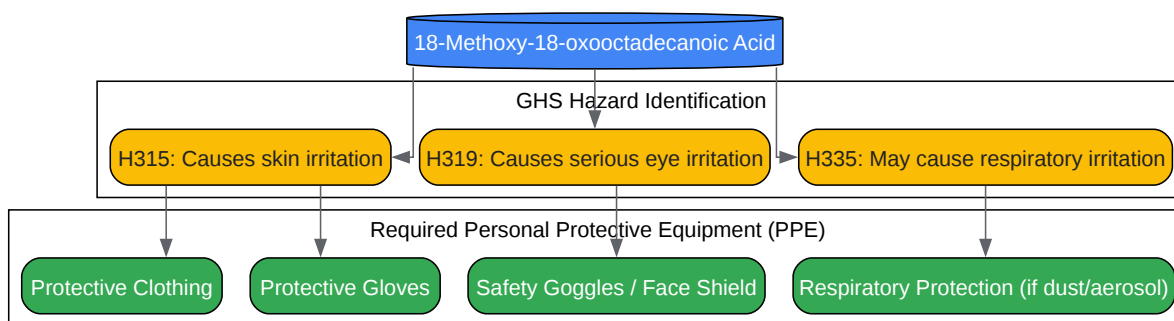 18-Methoxy-18-oxooctadecanoic Acid
GHS Hazard Identification
H315: Causes skin irritation
H319: Causes serious eye irritation
H335: May cause respiratory irritation
Required Personal Protective Equipment (PPE)
Protective Clothing
Protective Gloves
Safety Goggles / Face Shield
Respiratory Protection (if dust/aerosol)